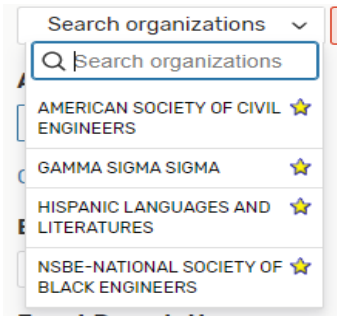 Search organizations
Search organizations
AMERICAN SOCIETY OF CIVIL
ENGINEERS
GAMMA SIGMA SIGMA
HISPANIC LANGUAGES AND
LITERATURES
NSBE-NATIONAL SOCIETY OF
BLACK ENGINEERS